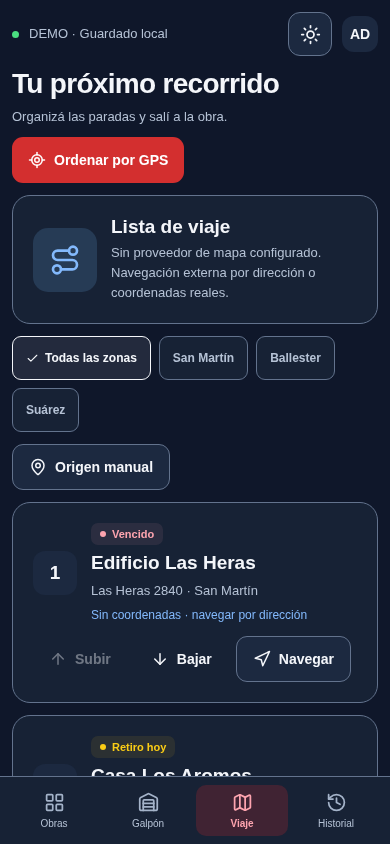 DEMO · Guardado local
AD
Tu próximo recorrido
Organizá las paradas y salí a la obra.
Ordenar por GPS
Lista de viaje
Sin proveedor de mapa configurado.
Navegación externa por dirección o
coordenadas reales.
Todas las zonas
San Martín
Ballester
Suárez
Origen manual
Vencido
1
Edificio Las Heras
Las Heras 2840 · San Martín
Sin coordenadas · navegar por dirección
Subir
Bajar
Navegar
Retiro hoy
Casa Los Aromos
Obras
Galpón
Viaje
Historial